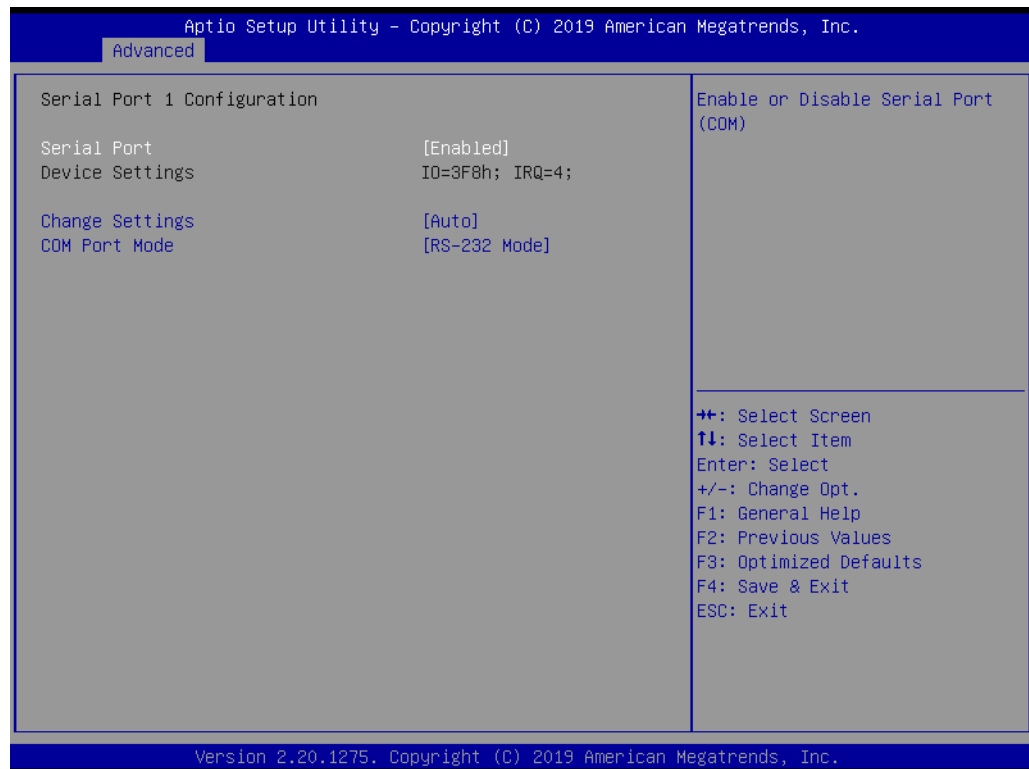 Aptio Setup Utility – Copyright (C) 2019 American Megatrends, Inc.
Advanced
Serial Port 1 Configuration
Serial Port [Enabled]
Device Settings IO=3F8h; IRQ=4;
Change Settings [Auto]
COM Port Mode [RS-232 Mode]
Enable or Disable Serial Port
(COM)
→←: Select Screen
↑↓: Select Item
Enter: Select
+/-: Change Opt.
F1: General Help
F2: Previous Values
F3: Optimized Defaults
F4: Save & Exit
ESC: Exit
Version 2.20.1275. Copyright (C) 2019 American Megatrends, Inc.